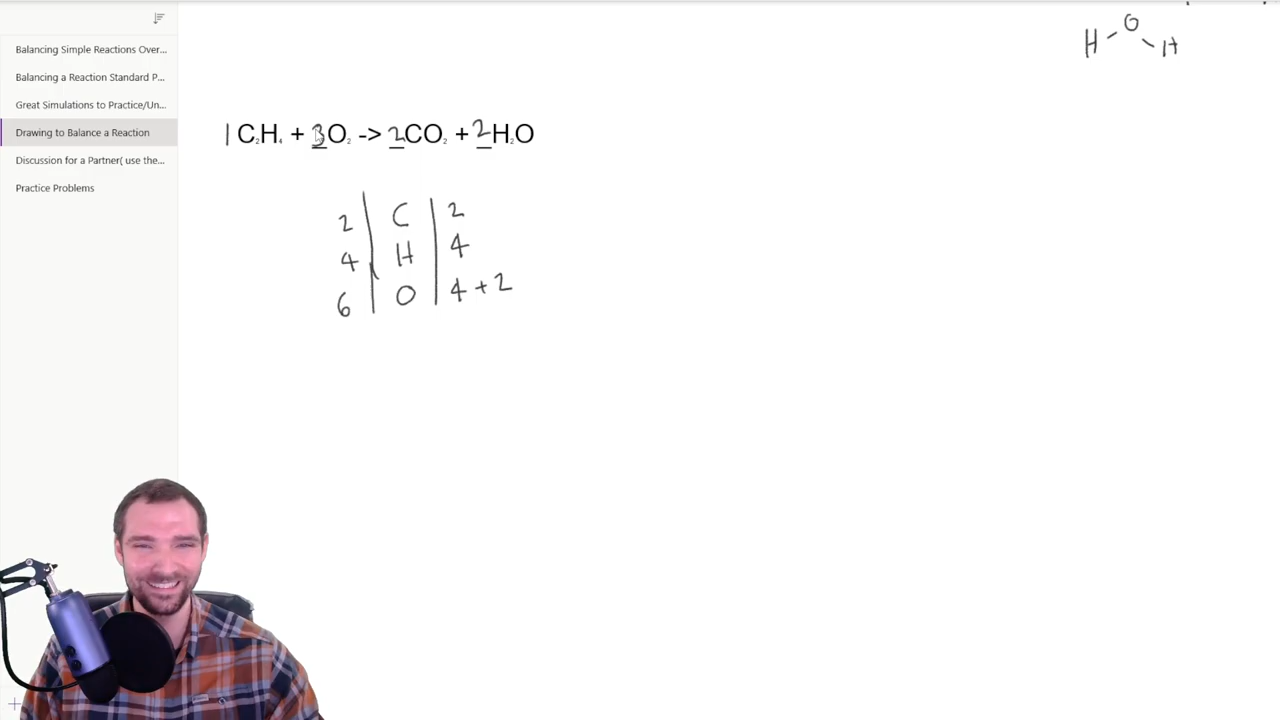 Balancing Simple Reactions Over...
Balancing a Reaction Standard P...
Great Simulations to Practice/Un...
Drawing to Balance a Reaction
Discussion for a Partner( use the...
Practice Problems
H O H
1 C₂H₄ + 3O₂ -> 2CO₂ + 2H₂O
2 | C | 2
4 | H | 4
6 | O | 4 + 2